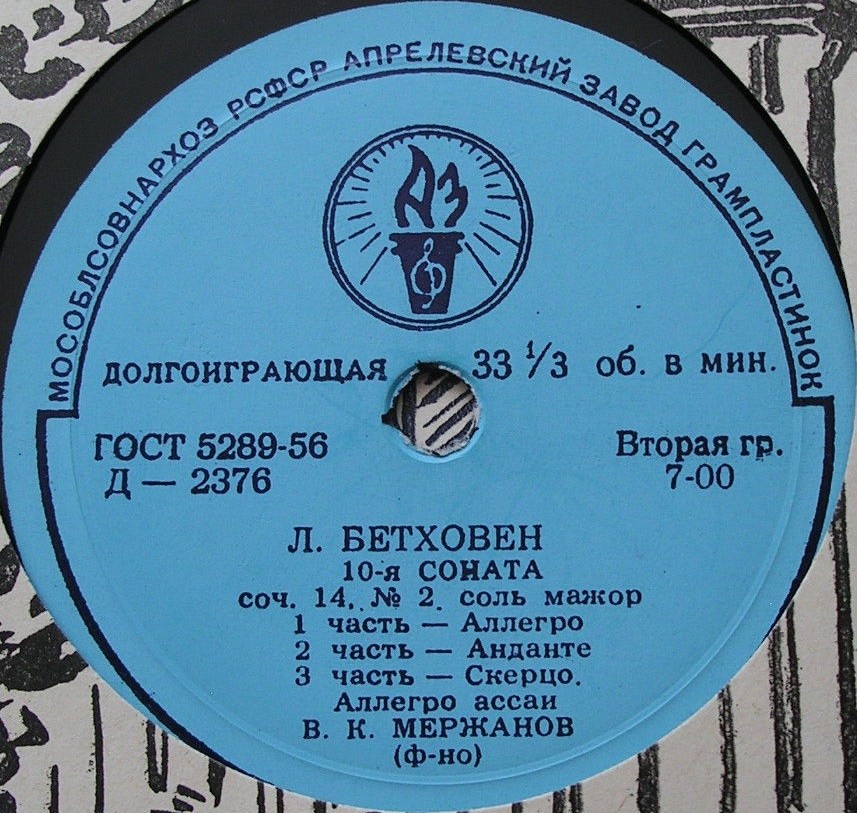 МОСОБЛСОВНАРХОЗ РСФСР АПРЕЛЕВСКИЙ ЗАВОД ГРАМПЛАСТИНОК
АЗ
ДОЛГОИГРАЮЩАЯ 33 1/3 об. в мин.
ГОСТ 5289-56 Вторая гр.
Д — 2376 7-00
Л. БЕТХОВЕН
10-я СОНАТА
соч. 14, № 2, соль мажор
1 часть — Аллегро
2 часть — Анданте
3 часть — Скерцо.
Аллегро ассаи
В. К. МЕРЖАНОВ
(ф-но)